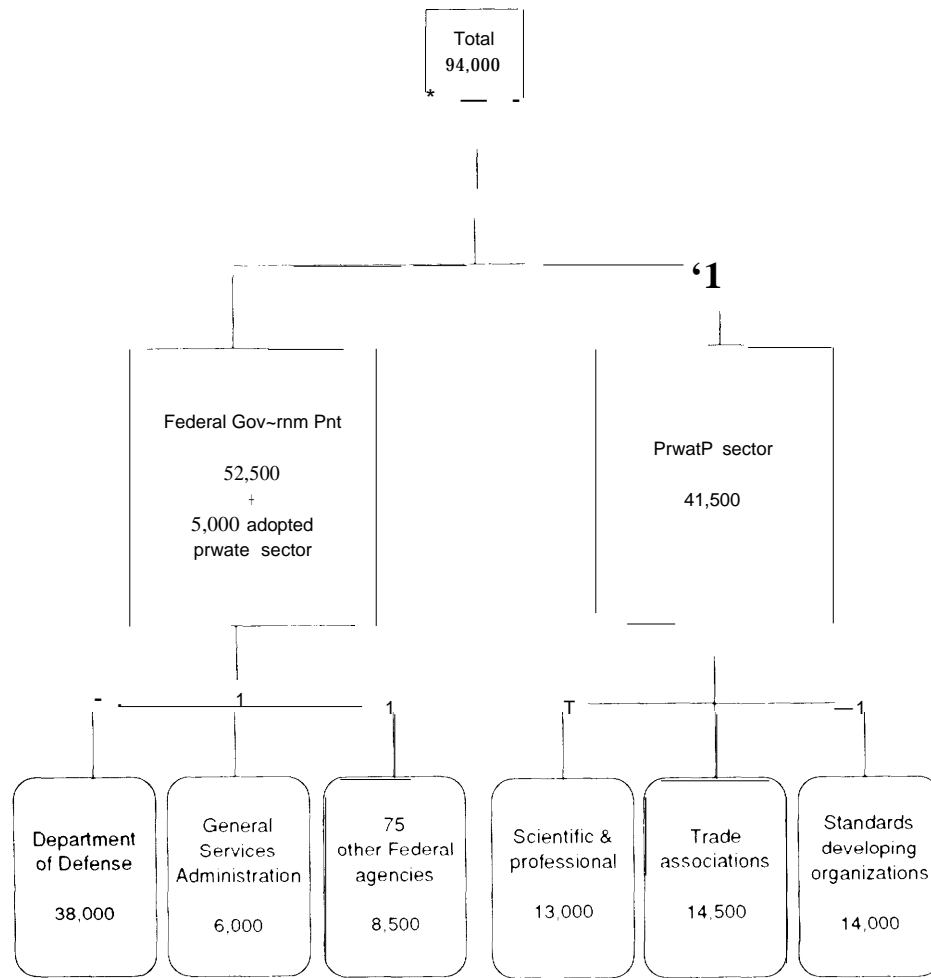 Total
94,000
Federal Gov~rnm Pnt
52,500
+
5,000 adopted
prwate sector
PrwatP sector
41,500
Department
of Defense
38,000
General
Services
Administration
6,000
75
other Federal
agencies
8,500
Scientific &
professional
13,000
Trade
associations
14,500
Standards
developing
organizations
14,000